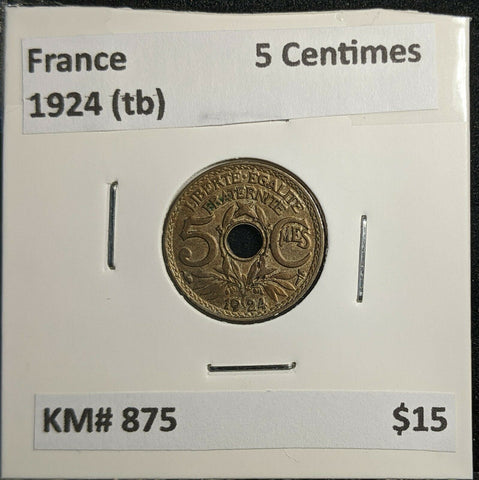 France 5 Centimes
1924 (tb)
LIBERTE·EGALITE
FRATERNITE
5 CMES
1924
KM# 875 $15